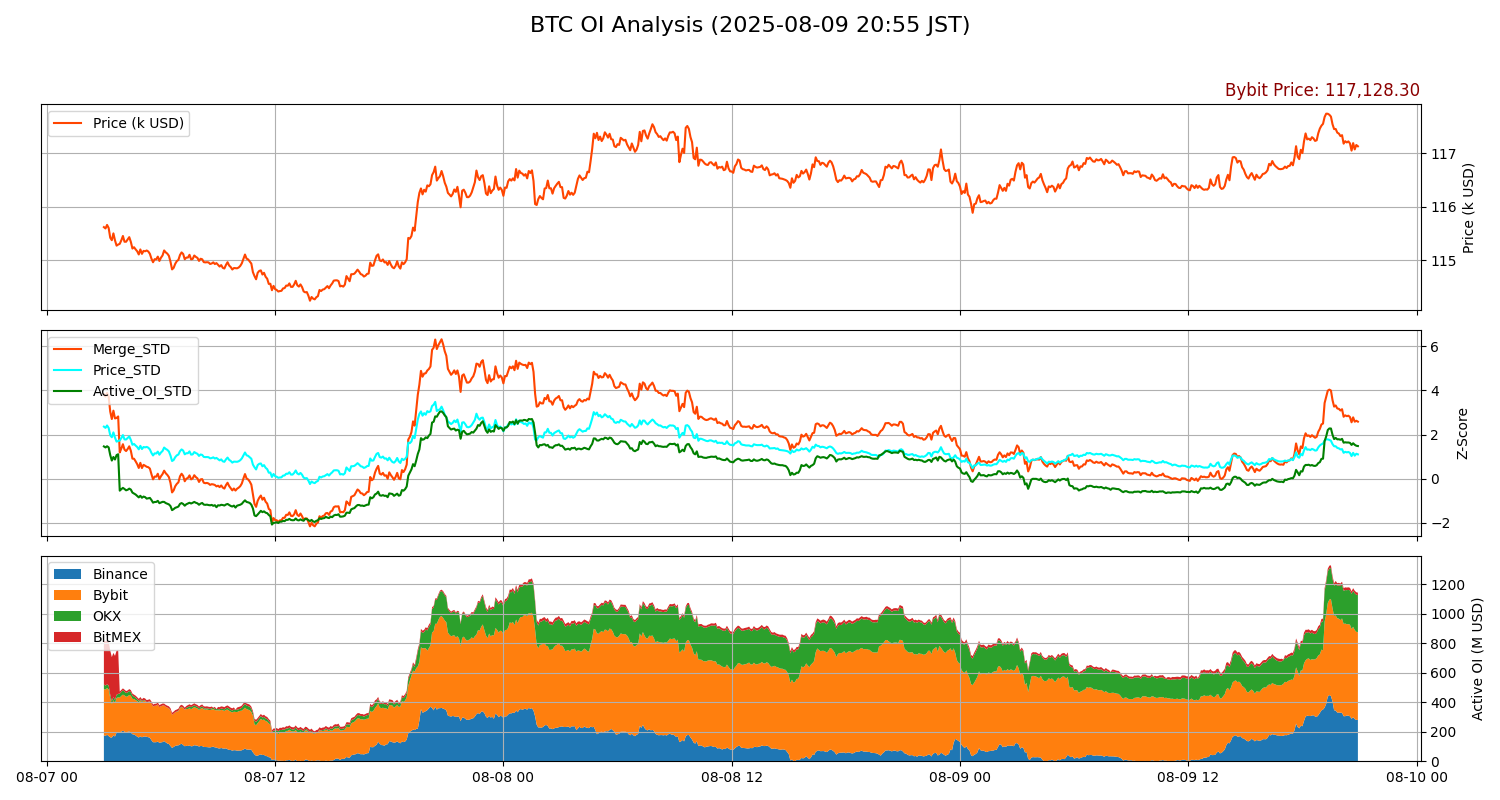 BTC OI Analysis (2025-08-09 20:55 JST)
Bybit Price: 117,128.30
Price (k USD)
117
116
115
Price (k USD)
Merge_STD
Price_STD
Active_OI_STD
6
4
2
0
−2
Z-Score
Binance
Bybit
OKX
BitMEX
1200
1000
800
600
400
200
0
Active OI (M USD)
08-07 00
08-07 12
08-08 00
08-08 12
08-09 00
08-09 12
08-10 00